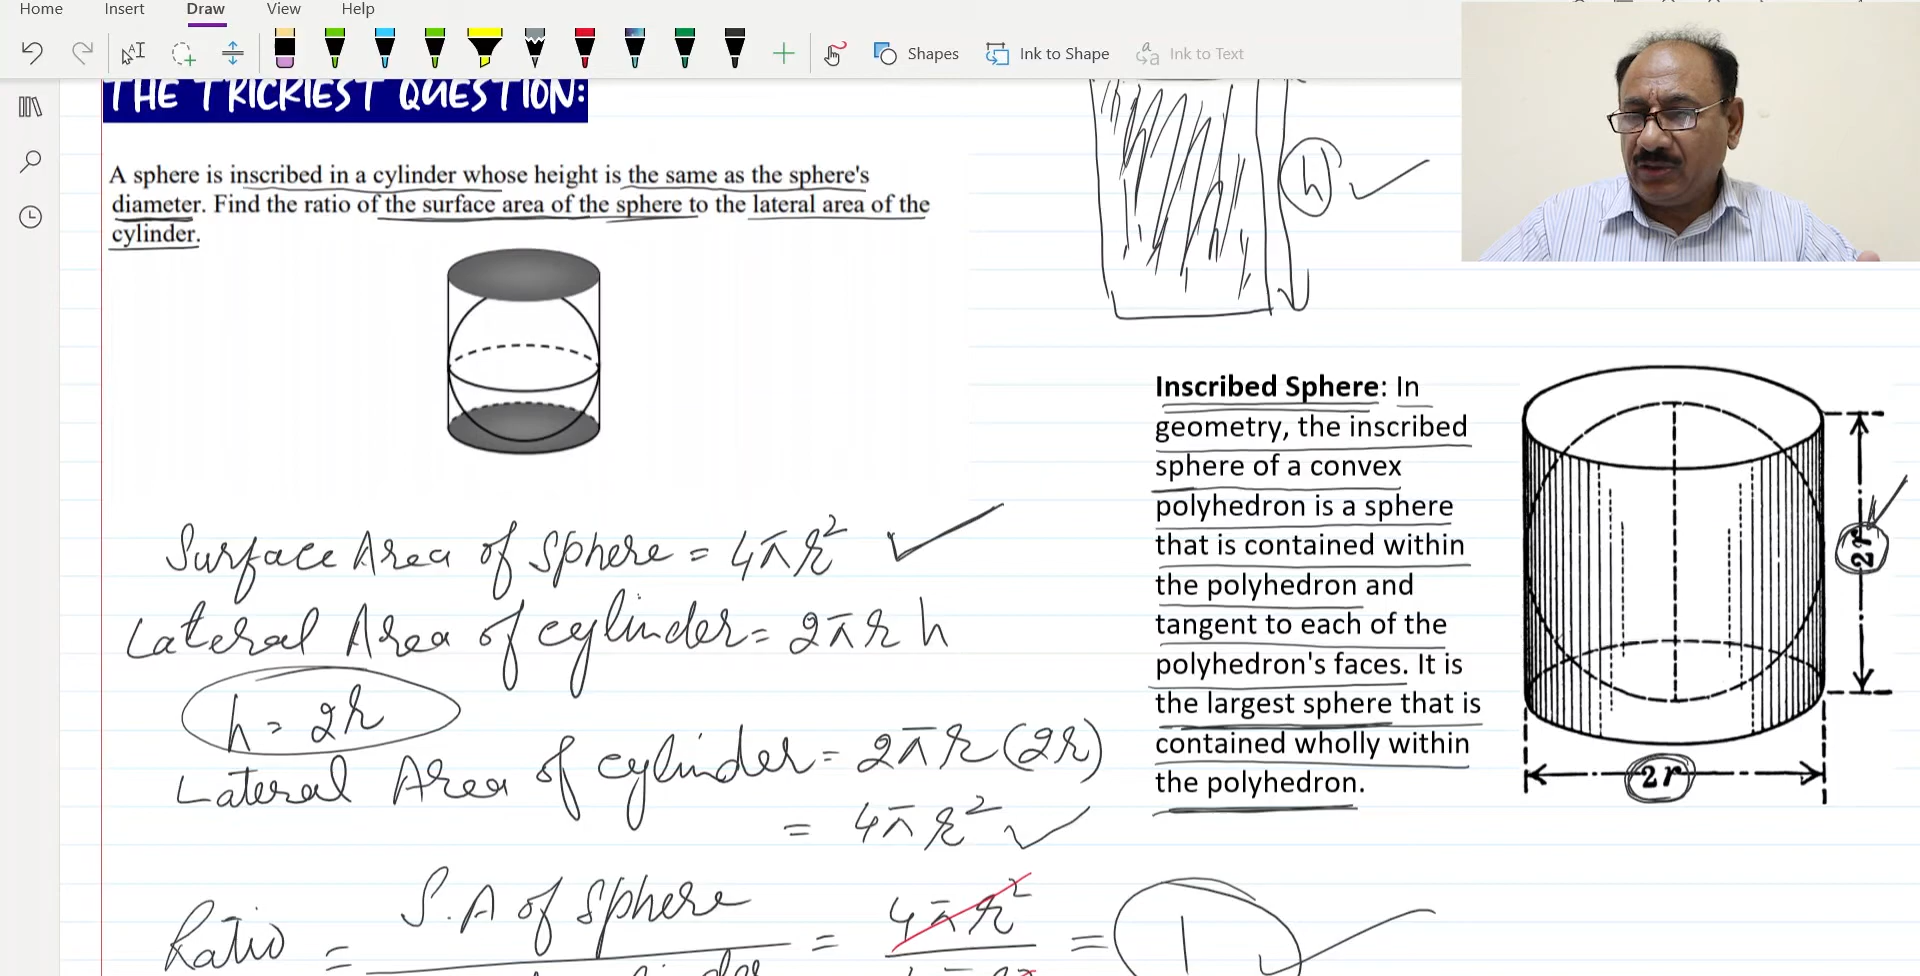 Home Insert Draw View Help
Shapes Ink to Shape Ink to Text
THE TRICKIEST QUESTION:
A sphere is inscribed in a cylinder whose height is the same as the sphere's
diameter. Find the ratio of the surface area of the sphere to the lateral area of the
cylinder.
h
Surface Area of Sphere = 4πr²
Lateral Area of cylinder = 2πr h
h = 2r
Lateral Area of cylinder = 2πr(2r)
= 4πr²
Ratio = S.A of Sphere = 4πr² = 1
Inscribed Sphere: In
geometry, the inscribed
sphere of a convex
polyhedron is a sphere
that is contained within
the polyhedron and
tangent to each of the
polyhedron's faces. It is
the largest sphere that is
contained wholly within
the polyhedron.
2r
2r